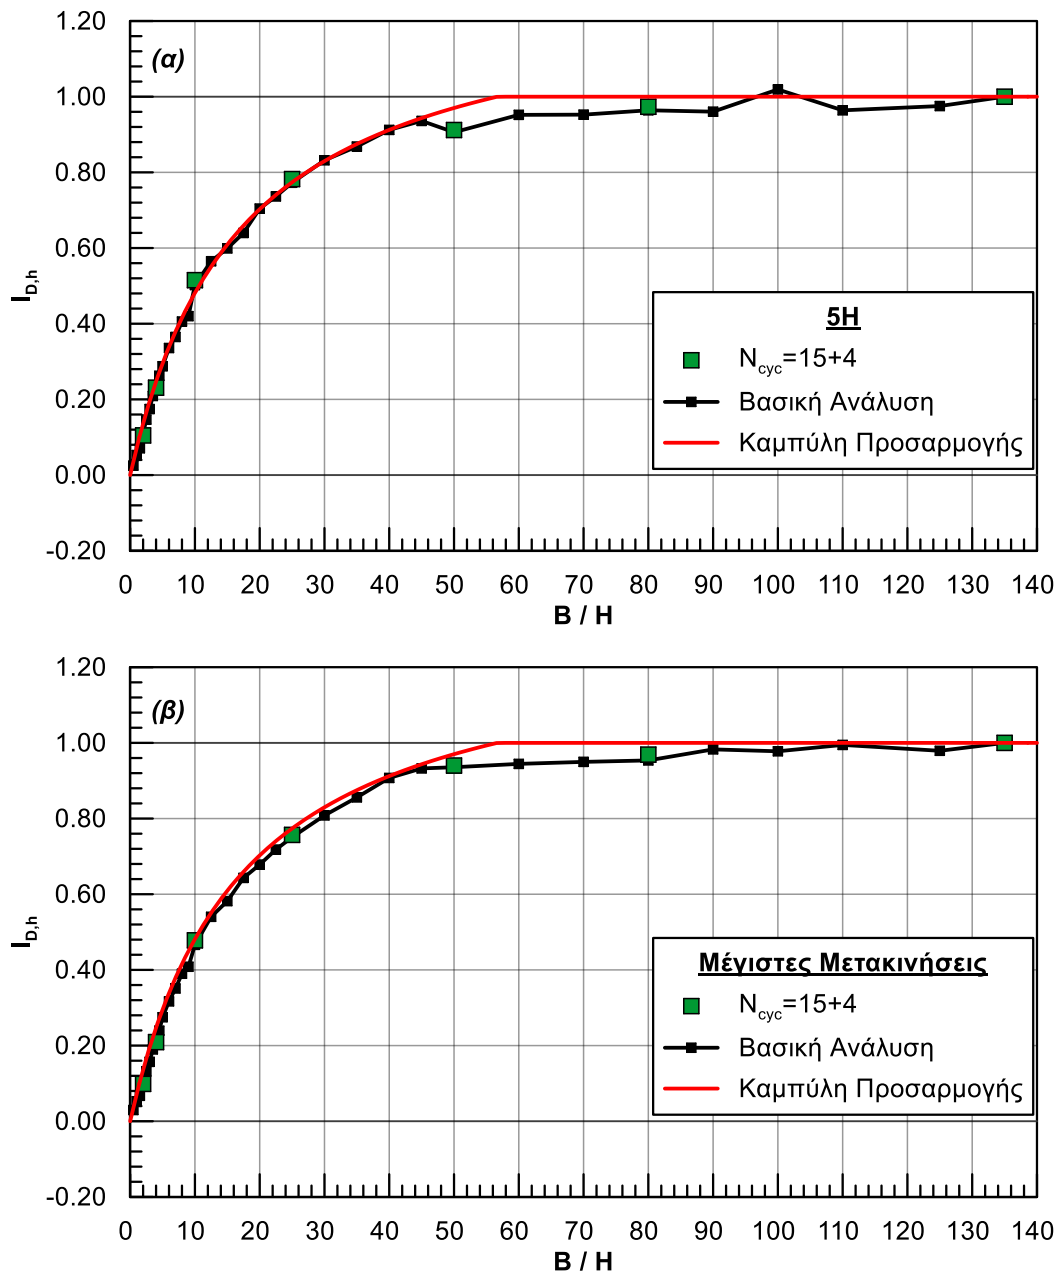 1.20
(α)
1.00
0.80
0.60
I_D,h
0.40
0.20
0.00
-0.20
5H
N_cyc=15+4
Βασική Ανάλυση
Καμπύλη Προσαρμογής
0 10 20 30 40 50 60 70 80 90 100 110 120 130 140
B / H
1.20
(β)
1.00
0.80
0.60
I_D,h
0.40
0.20
0.00
-0.20
Μέγιστες Μετακινήσεις
N_cyc=15+4
Βασική Ανάλυση
Καμπύλη Προσαρμογής
0 10 20 30 40 50 60 70 80 90 100 110 120 130 140
B / H